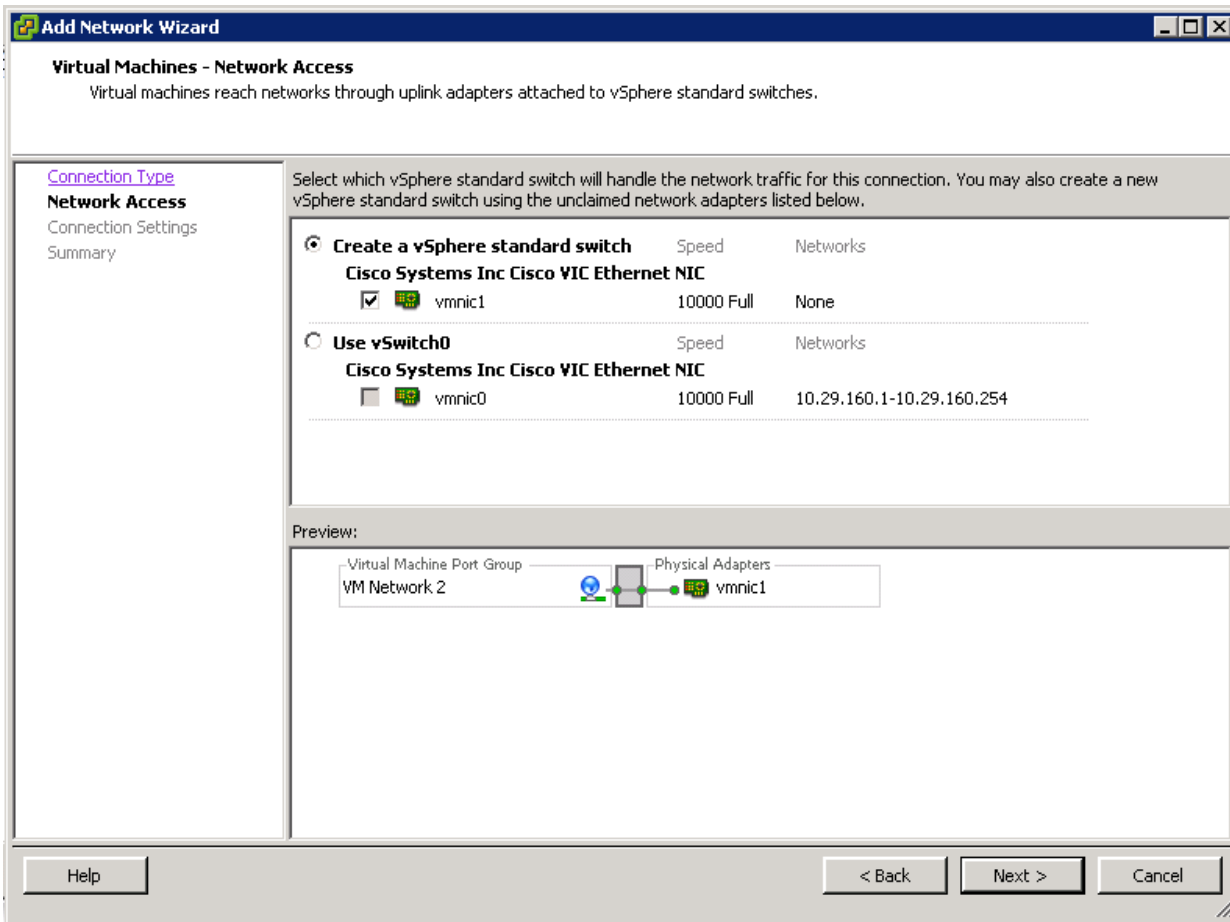 Add Network Wizard
Virtual Machines - Network Access
Virtual machines reach networks through uplink adapters attached to vSphere standard switches.
Connection Type
Network Access
Connection Settings
Summary
Select which vSphere standard switch will handle the network traffic for this connection. You may also create a new
vSphere standard switch using the unclaimed network adapters listed below.
Create a vSphere standard switch Speed Networks
Cisco Systems Inc Cisco VIC Ethernet NIC
vmnic1 10000 Full None
Use vSwitch0 Speed Networks
Cisco Systems Inc Cisco VIC Ethernet NIC
vmnic0 10000 Full 10.29.160.1-10.29.160.254
Preview:
Virtual Machine Port Group Physical Adapters
VM Network 2 vmnic1
Help < Back Next > Cancel